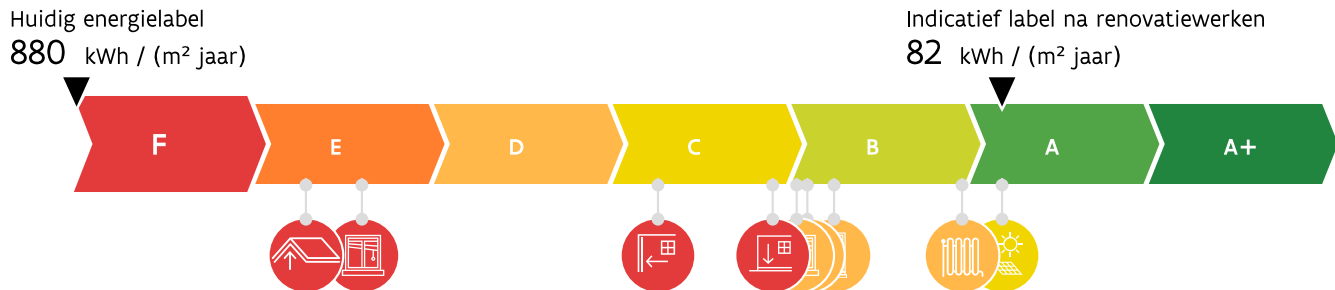 Huidig energielabel
880 kWh / (m² jaar)
Indicatief label na renovatiewerken
82 kWh / (m² jaar)
F E D C B A A+